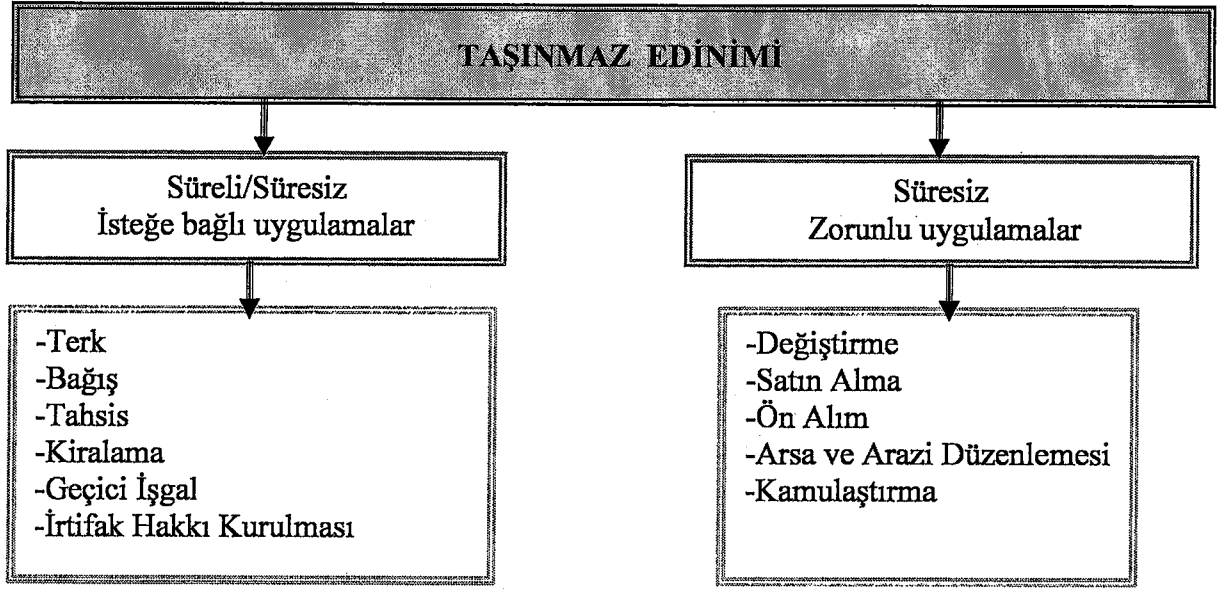 TAŞINMAZ EDİNİMİ
Süreli/Süresiz
İsteğe bağlı uygulamalar
Süresiz
Zorunlu uygulamalar
-Terk
-Bağış
-Tahsis
-Kiralama
-Geçici İşgal
-İrtifak Hakkı Kurulması
-Değiştirme
-Satın Alma
-Ön Alım
-Arsa ve Arazi Düzenlemesi
-Kamulaştırma